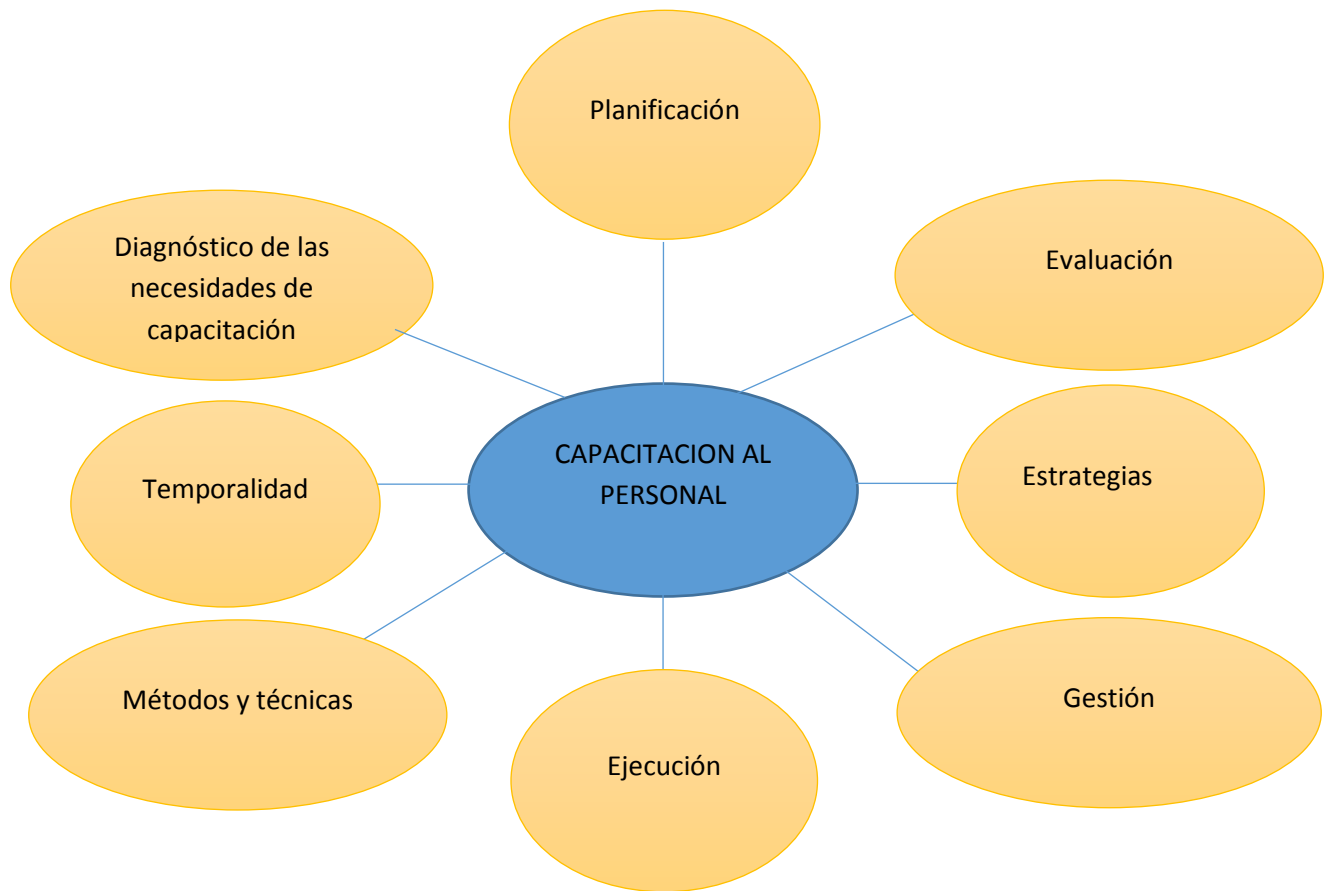 Planificación
Diagnóstico de las
necesidades de
capacitación
Evaluación
CAPACITACION AL
PERSONAL
Temporalidad
Estrategias
Métodos y técnicas
Gestión
Ejecución